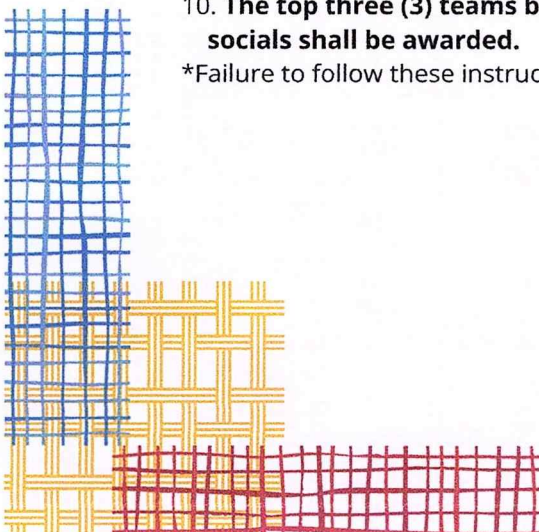 10. The top three (3) teams b
socials shall be awarded.
*Failure to follow these instruc